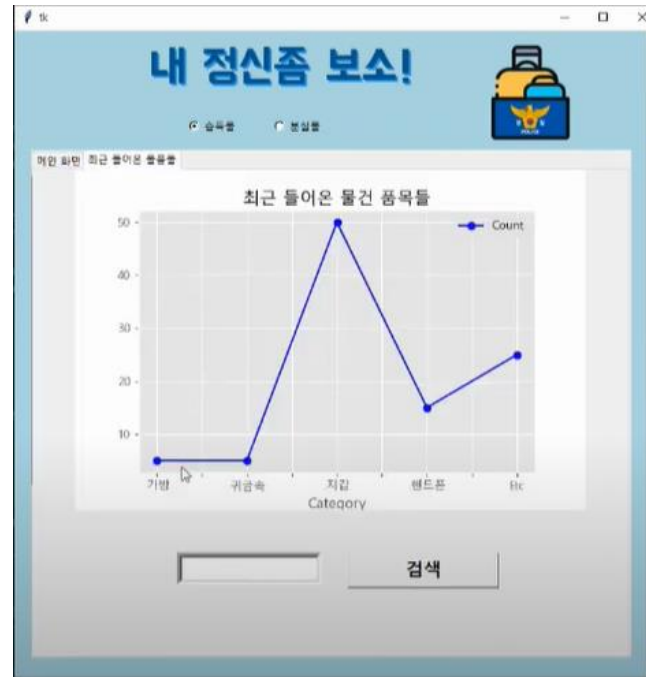 tk
내 정신좀 보소!
POLICE
습득물 분실물
메인 화면 최근 들어온 물품들
최근 들어온 물건 품목들
Count
50
40
30
20
10
가방 귀금속 지갑 핸드폰 Etc
Category
검색